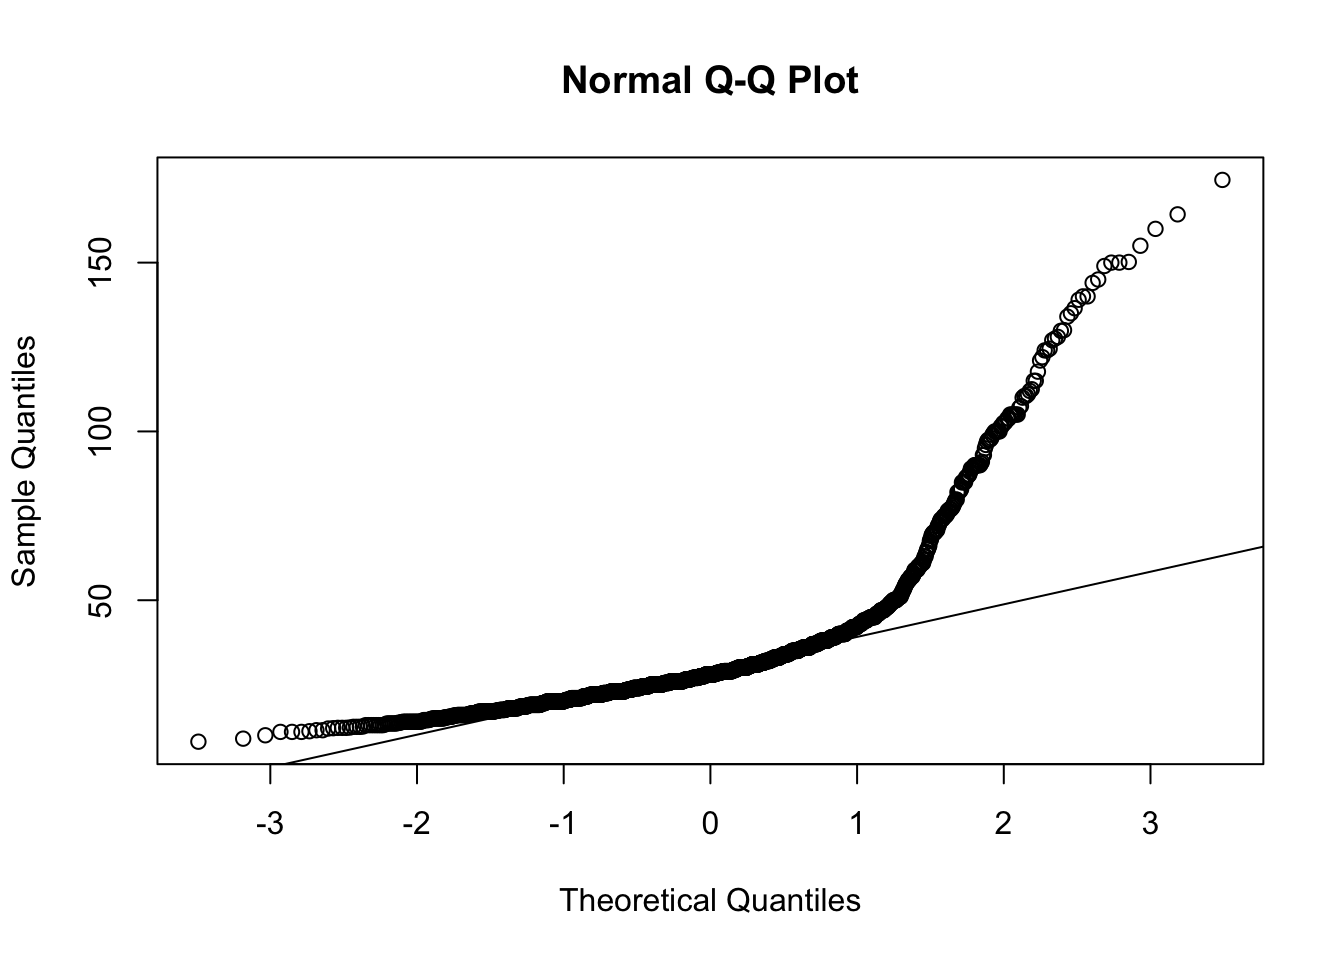 Normal Q-Q Plot
Sample Quantiles
150
100
50
-3 -2 -1 0 1 2 3
Theoretical Quantiles